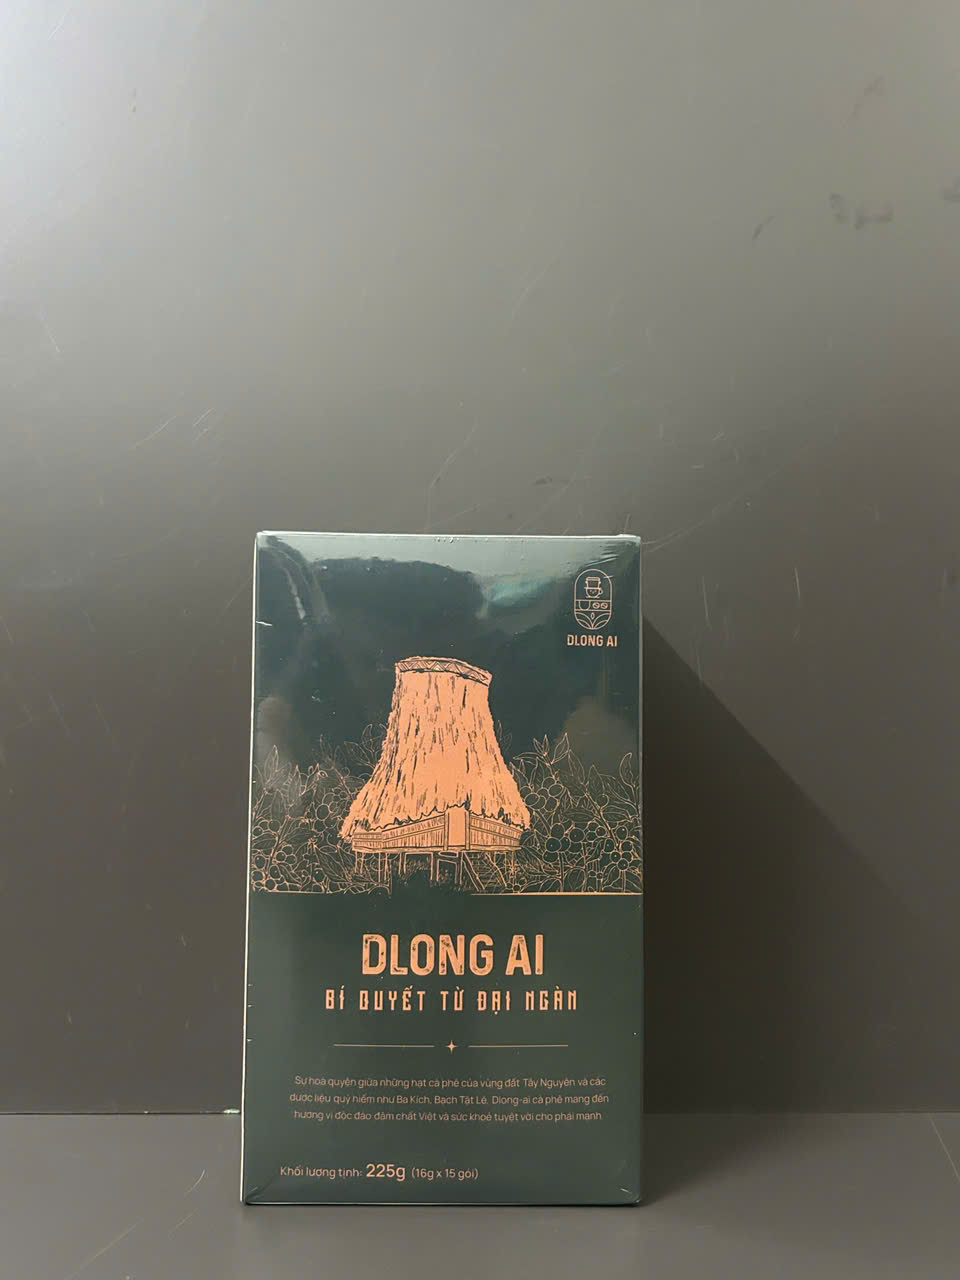 DLONG AI
DLONG AI
BÍ QUYẾT TỪ ĐẠI NGÀN
Sự hoà quyện giữa những hạt cà phê của vùng đất Tây Nguyên và các
dược liệu quý hiếm như Ba Kích, Bạch Tật Lê, Dlong-ai cà phê mang đến
hương vị độc đáo đậm chất Việt và sức khoẻ tuyệt vời cho phái mạnh
Khối lượng tịnh: 225g (16g x 15 gói)